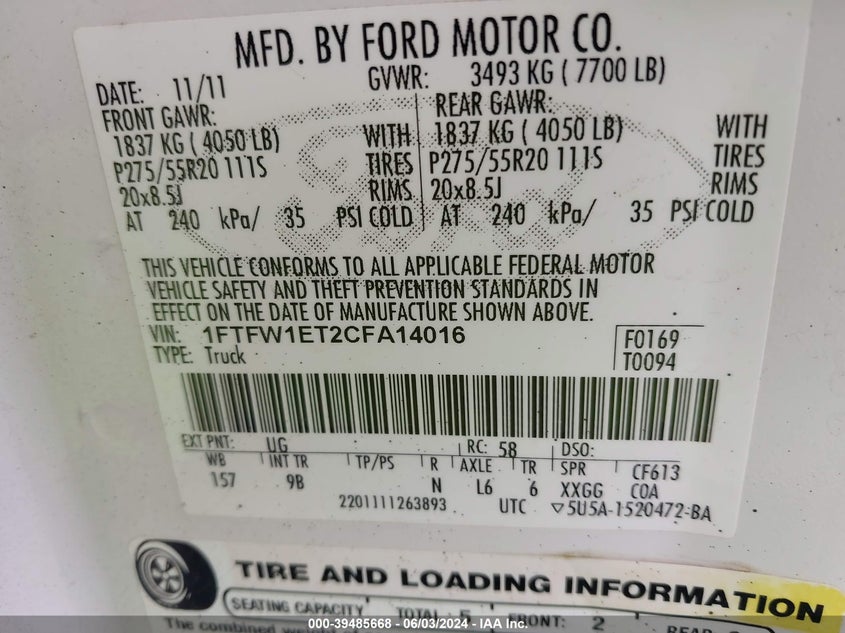 MFD. BY FORD MOTOR CO.
DATE: 11/11 GVWR: 3493 KG ( 7700 LB)
FRONT GAWR: REAR GAWR:
1837 KG ( 4050 LB) WITH 1837 KG ( 4050 LB) WITH
P275/55R20 111S TIRES P275/55R20 111S TIRES
20x8.5J RIMS 20x8.5J RIMS
AT 240 kPa/ 35 PSI COLD AT 240 kPa/ 35 PSI COLD
THIS VEHICLE CONFORMS TO ALL APPLICABLE FEDERAL MOTOR
VEHICLE SAFETY AND THEFT PREVENTION STANDARDS IN
EFFECT ON THE DATE OF MANUFACTURE SHOWN ABOVE.
VIN: 1FTFW1ET2CFA14016 F0169
TYPE: Truck T0094
EXT PNT: UG RC: 58 DSO:
WB INT TR TP/PS R AXLE TR SPR CF613
157 9B N L6 6 XXGG COA
2201111263893 UTC ▽5U5A-1520472-BA
TIRE AND LOADING INFORMATION
SEATING CAPACITY TOTAL: 5 FRONT: 2 REAR
The combined weight of
000-39485668 - 06/03/2024 - IAA Inc.